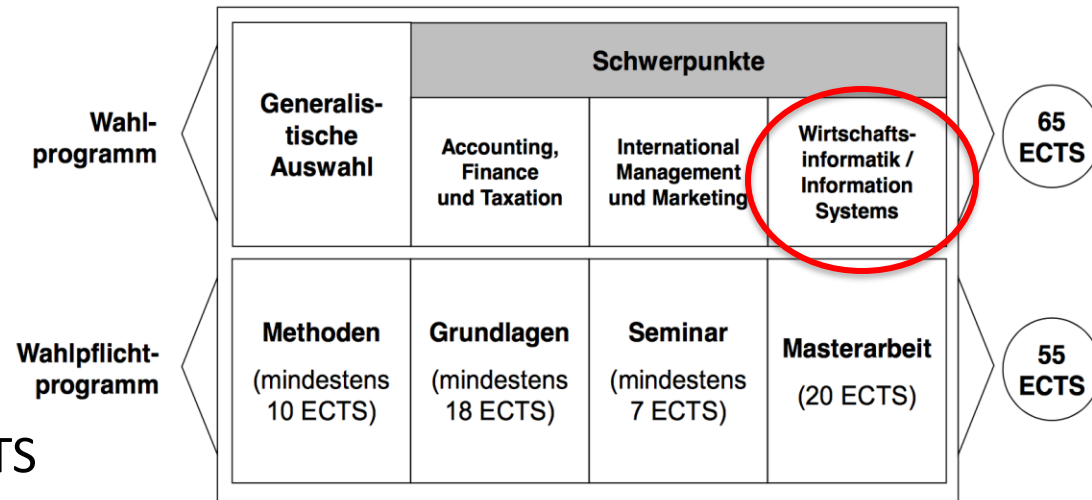 Wahl-
programm
Generalis-
tische
Auswahl
Schwerpunkte
Accounting,
Finance
und Taxation
International
Management
und Marketing
Wirtschafts-
informatik /
Information
Systems
65
ECTS
Wahlpflicht-
programm
Methoden
(mindestens
10 ECTS)
Grundlagen
(mindestens
18 ECTS)
Seminar
(mindestens
7 ECTS)
Masterarbeit
(20 ECTS)
55
ECTS
TS